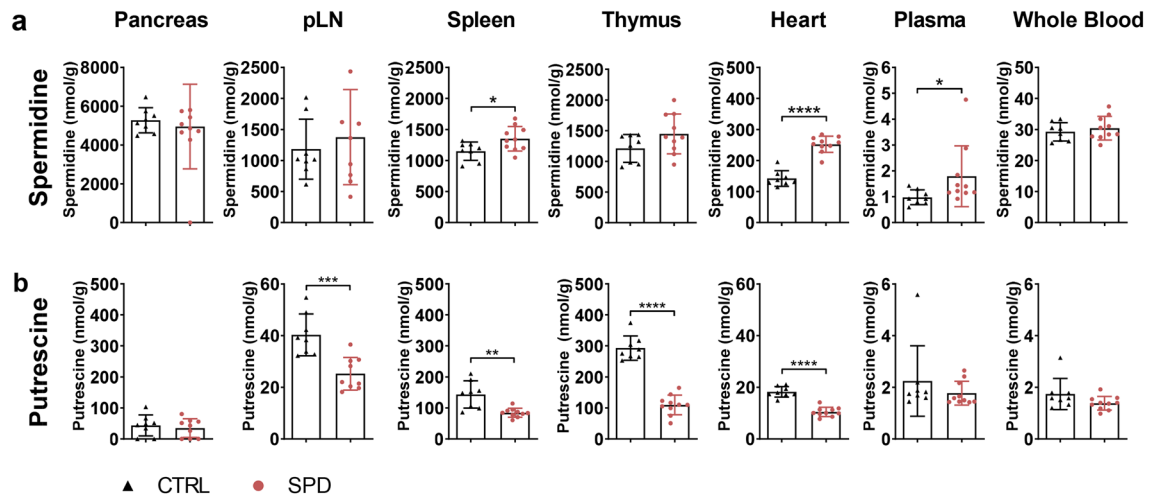 a
Pancreas pLN Spleen Thymus Heart Plasma Whole Blood
Spermidine
Spermidine (nmol/g) 8000 6000 4000 2000 0
Spermidine (nmol/g) 2500 2000 1500 1000 500 0
Spermidine (nmol/g) 2500 2000 1500 1000 500 0 *
Spermidine (nmol/g) 2500 2000 1500 1000 500 0
Spermidine (nmol/g) 500 400 300 200 100 0 ****
Spermidine (nmol/g) 6 5 4 3 2 1 0 *
Spermidine (nmol/g) 50 40 30 20 10 0
b
Putrescine
Putrescine (nmol/g) 500 400 300 200 100 0
Putrescine (nmol/g) 60 40 20 0 ***
Putrescine (nmol/g) 500 400 300 200 100 0 **
Putrescine (nmol/g) 500 400 300 200 100 0 ****
Putrescine (nmol/g) 60 40 20 0 ****
Putrescine (nmol/g) 6 4 2 0
Putrescine (nmol/g) 6 4 2 0
CTRL SPD